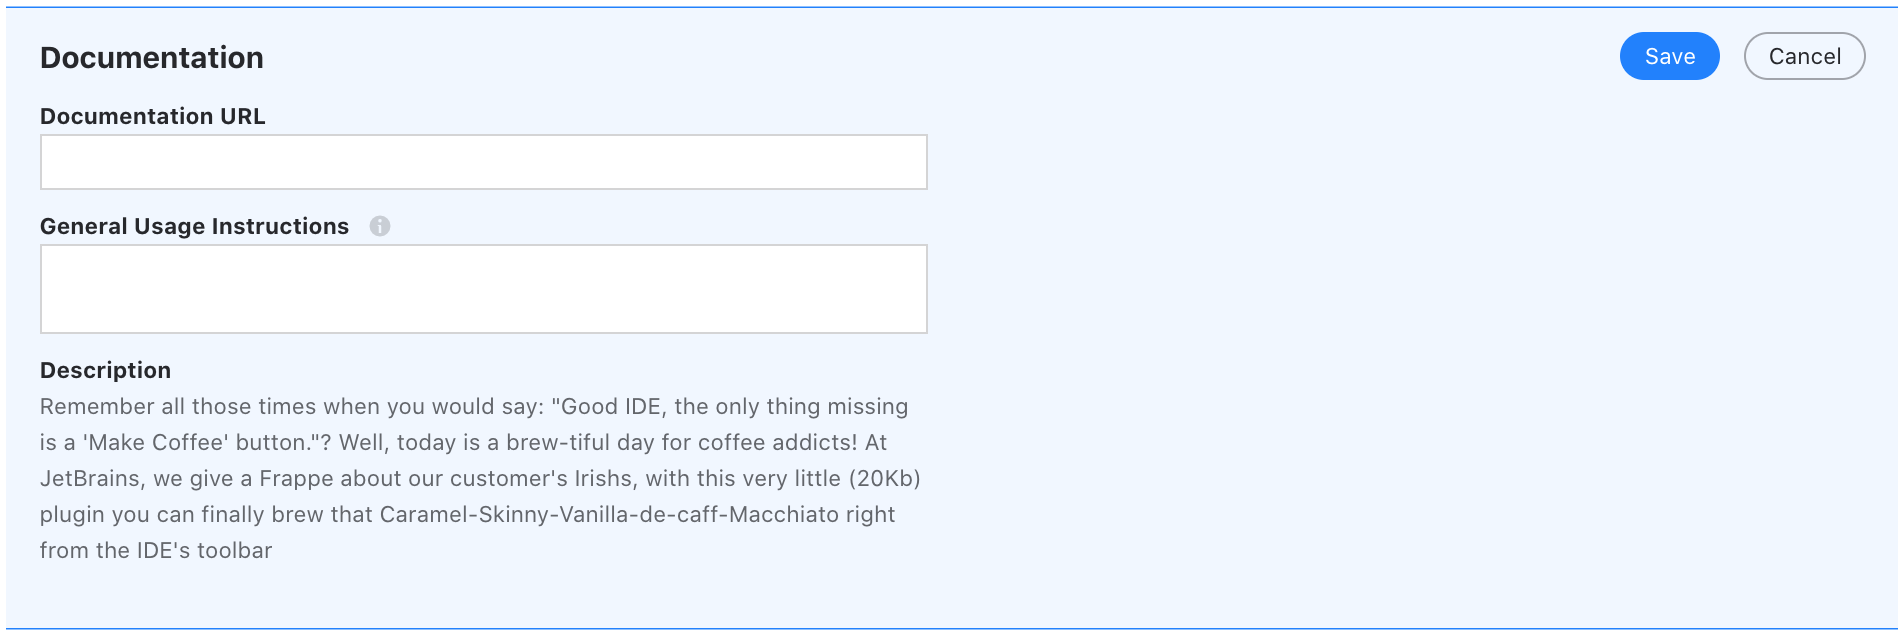 Documentation
Save
Cancel
Documentation URL
General Usage Instructions
Description
Remember all those times when you would say: "Good IDE, the only thing missing
is a 'Make Coffee' button."? Well, today is a brew-tiful day for coffee addicts! At
JetBrains, we give a Frappe about our customer's Irishs, with this very little (20Kb)
plugin you can finally brew that Caramel-Skinny-Vanilla-de-caff-Macchiato right
from the IDE's toolbar